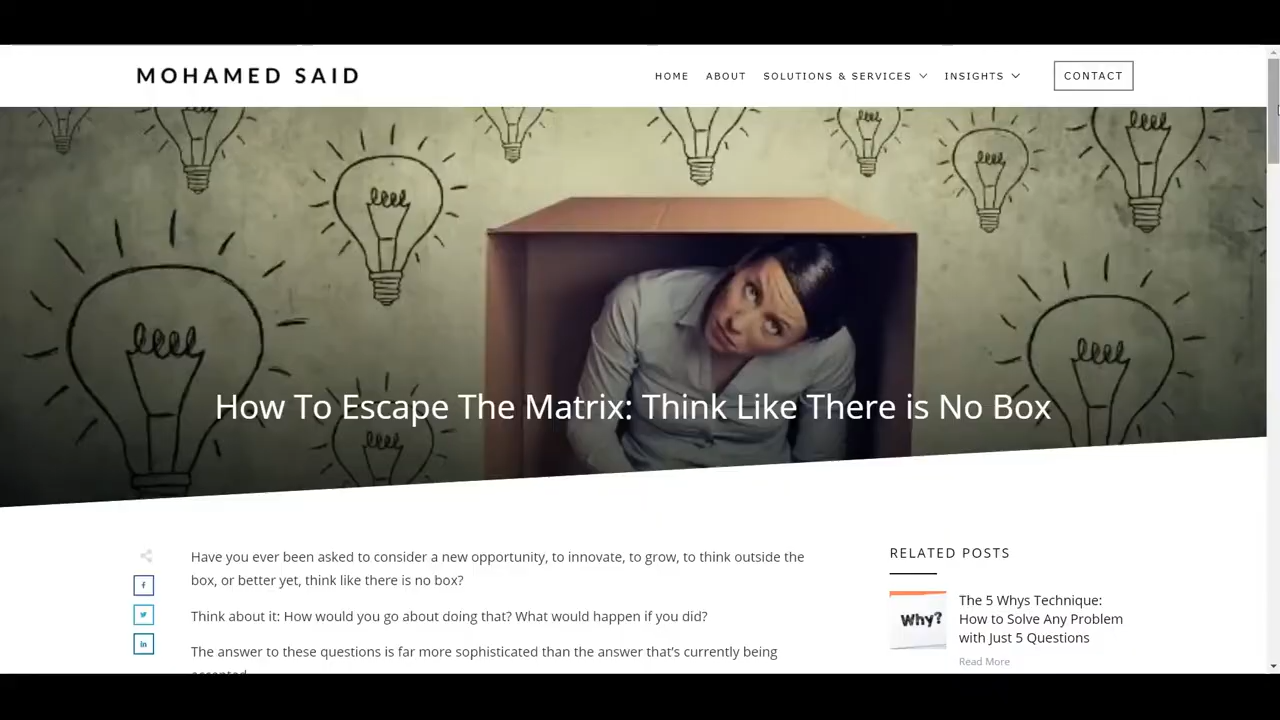 MOHAMED SAID
HOME ABOUT SOLUTIONS & SERVICES INSIGHTS CONTACT
How To Escape The Matrix: Think Like There is No Box
Have you ever been asked to consider a new opportunity, to innovate, to grow, to think outside the
box, or better yet, think like there is no box?
Think about it: How would you go about doing that? What would happen if you did?
The answer to these questions is far more sophisticated than the answer that's currently being
RELATED POSTS
Why?
The 5 Whys Technique:
How to Solve Any Problem
with Just 5 Questions
Read More